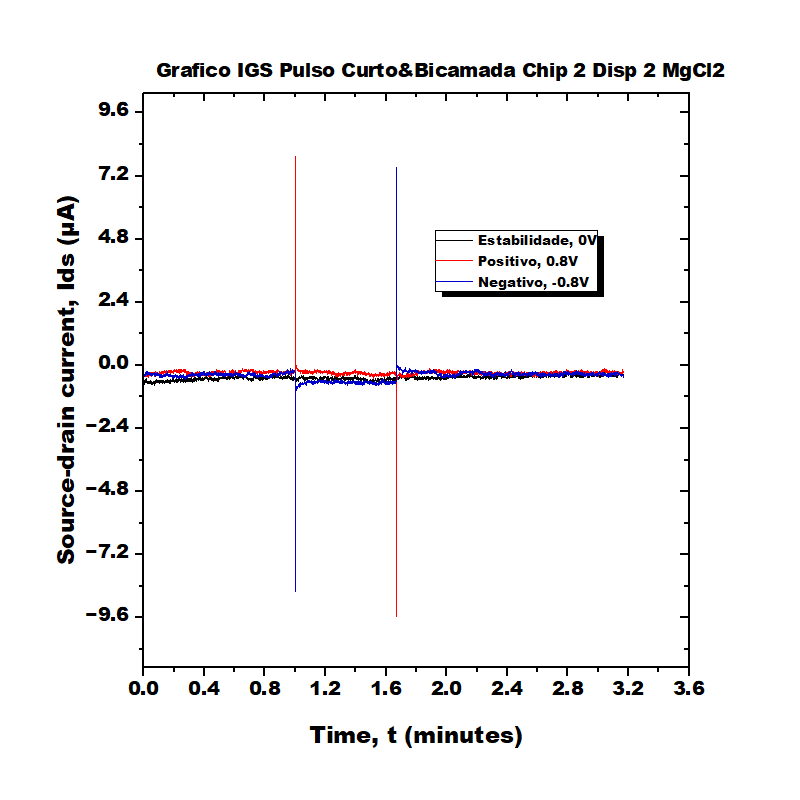 Grafico IGS Pulso Curto&Bicamada Chip 2 Disp 2 MgCl2
9.6
7.2
4.8
2.4
0.0
−2.4
−4.8
−7.2
−9.6
Source-drain current, Ids (µA)
Estabilidade, 0V
Positivo, 0.8V
Negativo, -0.8V
0.0 0.4 0.8 1.2 1.6 2.0 2.4 2.8 3.2 3.6
Time, t (minutes)